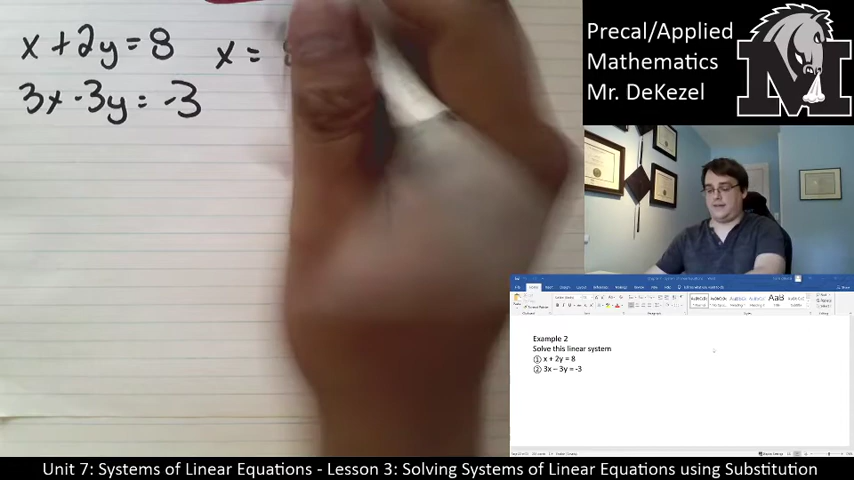 x + 2y = 8 x =
3x - 3y = -3
Precal/Applied
Mathematics
Mr. DeKezel
Example 2
Solve this linear system
① x + 2y = 8
② 3x – 3y = -3
Unit 7: Systems of Linear Equations - Lesson 3: Solving Systems of Linear Equations using Substitution